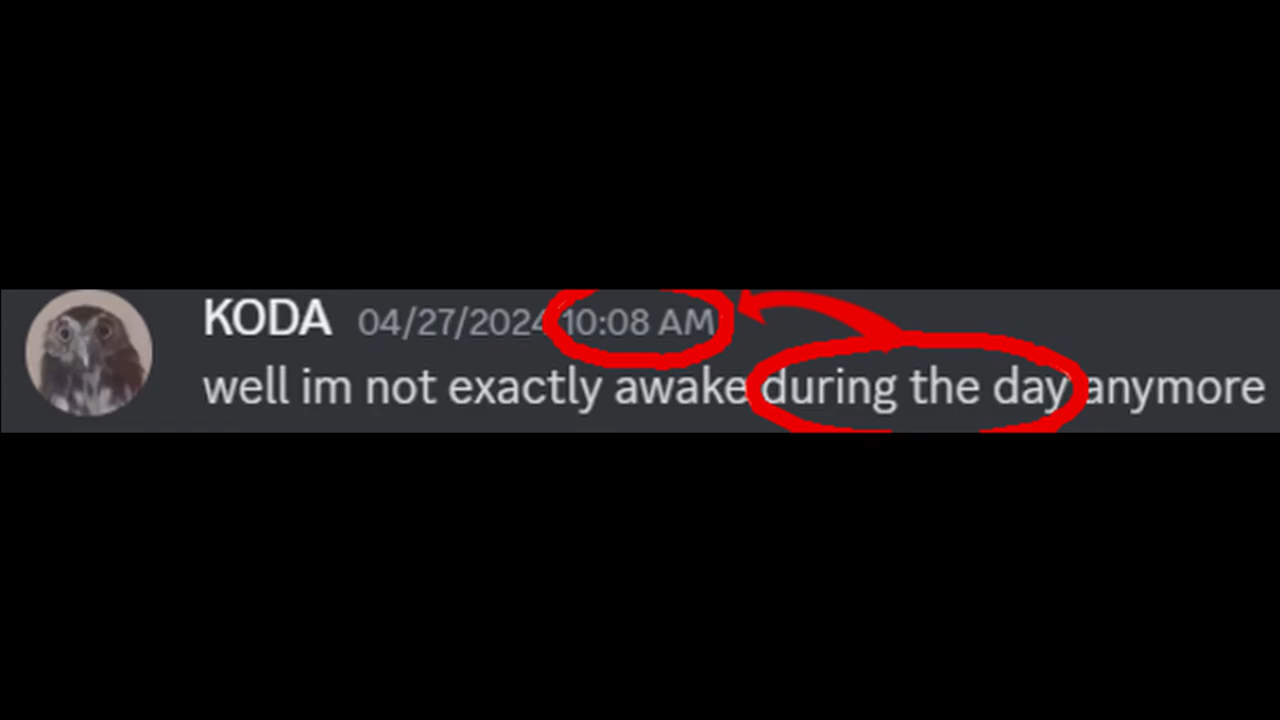 KODA 04/27/2024 10:08 AM
well im not exactly awake during the day anymore